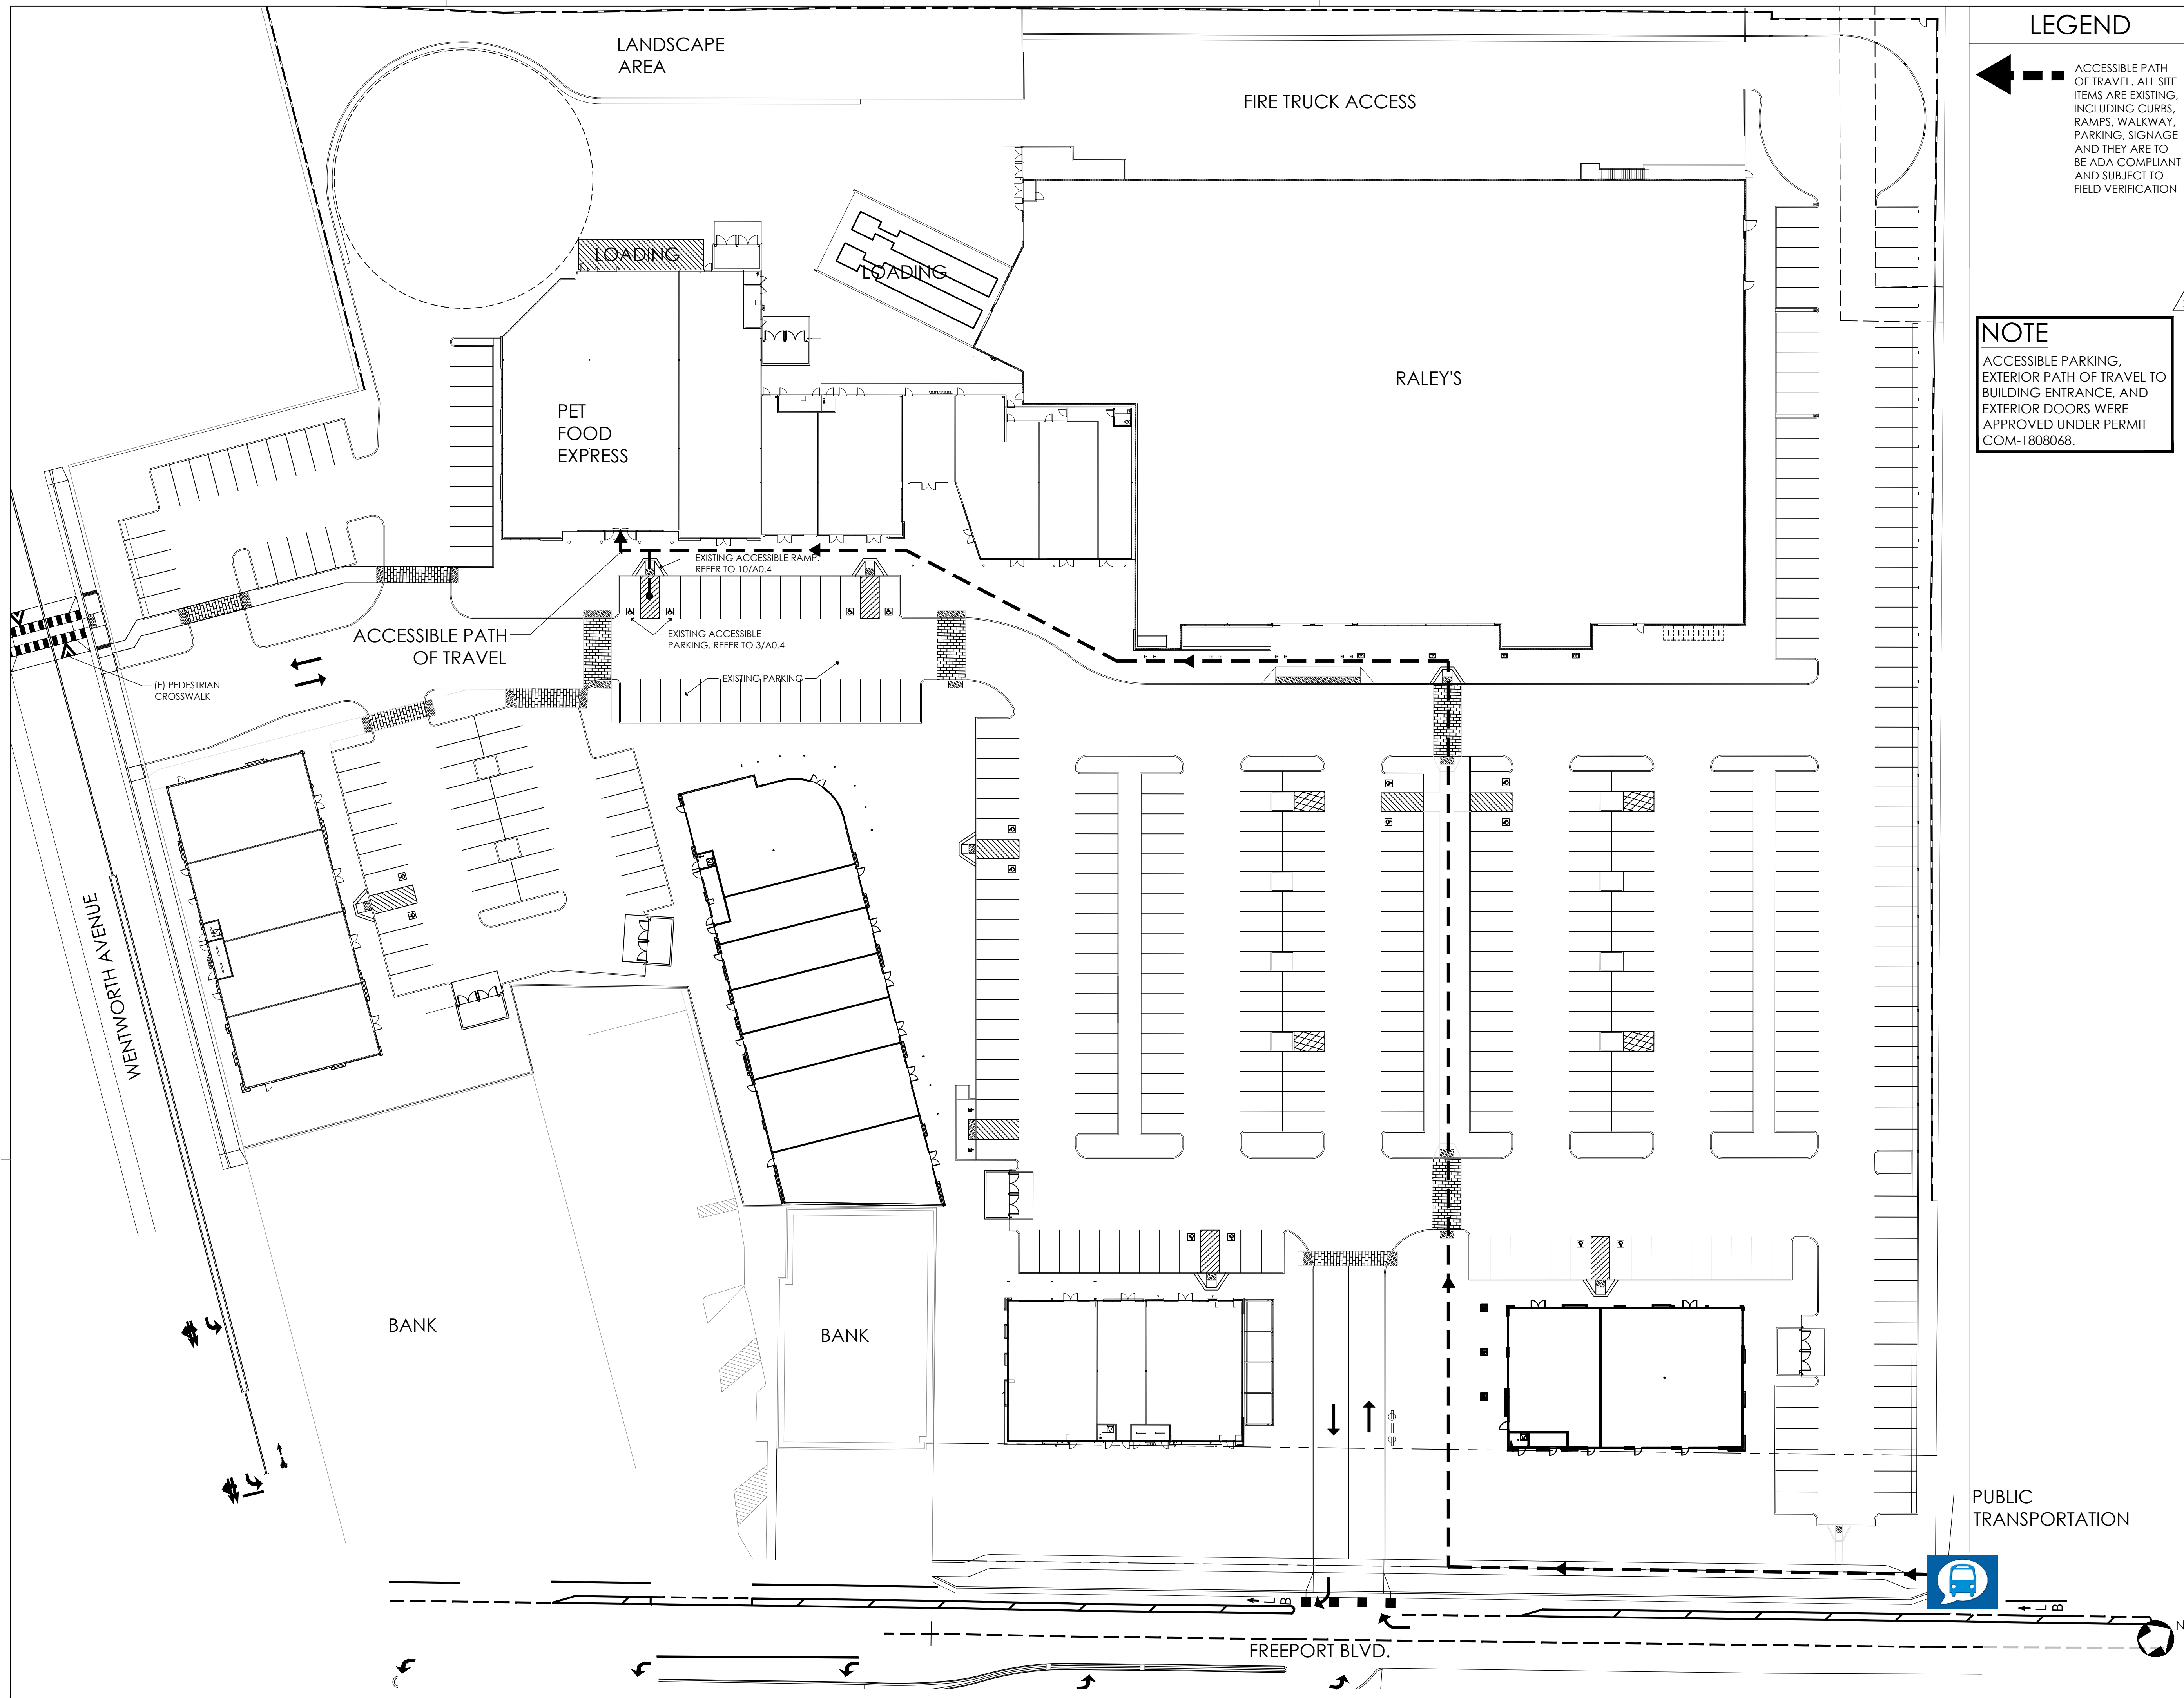 LEGEND
ACCESSIBLE PATH
OF TRAVEL. ALL SITE
ITEMS ARE EXISTING,
INCLUDING CURBS,
RAMPS, WALKWAY,
PARKING, SIGNAGE
AND THEY ARE TO
BE ADA COMPLIANT
AND SUBJECT TO
FIELD VERIFICATION
NOTE
ACCESSIBLE PARKING,
EXTERIOR PATH OF TRAVEL TO
BUILDING ENTRANCE, AND
EXTERIOR DOORS WERE
APPROVED UNDER PERMIT
COM-1808068.
LANDSCAPE
AREA
FIRE TRUCK ACCESS
LOADING
LOADING
RALEY'S
PET
FOOD
EXPRESS
EXISTING ACCESSIBLE RAMP.
REFER TO 10/A0.4
ACCESSIBLE PATH
OF TRAVEL
EXISTING ACCESSIBLE
PARKING. REFER TO 3/A0.4
EXISTING PARKING
(E) PEDESTRIAN
CROSSWALK
WENTWORTH AVENUE
BANK
BANK
PUBLIC
TRANSPORTATION
L B
L B
FREEPORT BLVD.
N